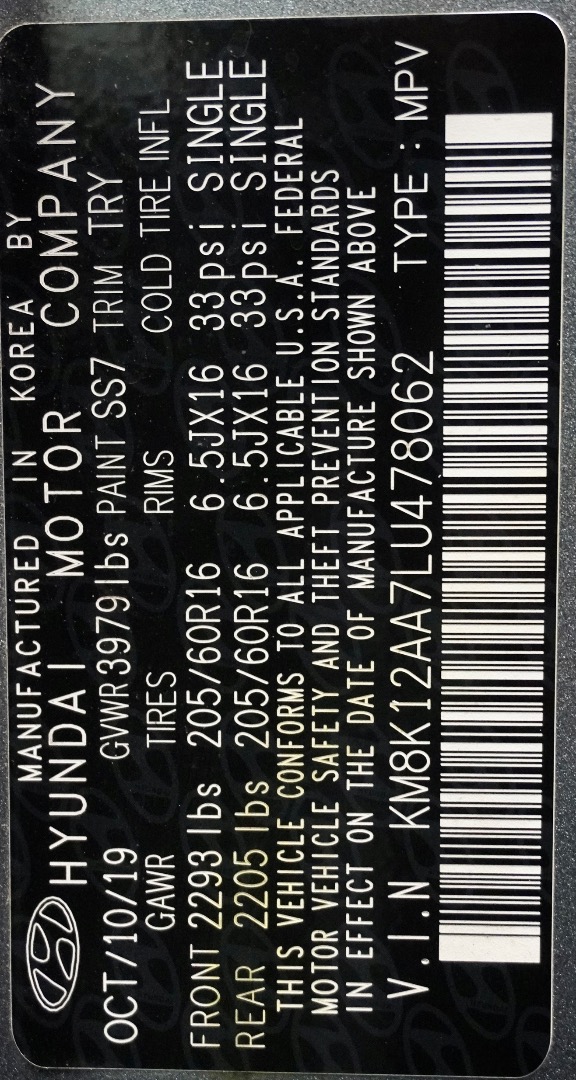 MANUFACTURED IN KOREA BY
HYUNDAI MOTOR COMPANY
OCT/10/19 GVWR 3979lbs PAINT SS7 TRIM TRY
GAWR TIRES RIMS COLD TIRE INFL
FRONT 2293 lbs 205/60R16 6.5JX16 33psi SINGLE
REAR 2205 lbs 205/60R16 6.5JX16 33psi SINGLE
THIS VEHICLE CONFORMS TO ALL APPLICABLE U.S.A. FEDERAL
MOTOR VEHICLE SAFETY AND THEFT PREVENTION STANDARDS
IN EFFECT ON THE DATE OF MANUFACTURE SHOWN ABOVE
V.I.N KM8K12AA7LU478062 TYPE : MPV